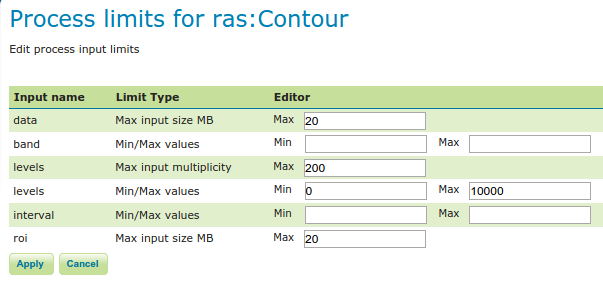 Process limits for ras:Contour
Edit process input limits
Input name Limit Type Editor
data Max input size MB Max 20
band Min/Max values Min Max
levels Max input multiplicity Max 200
levels Min/Max values Min 0 Max 10000
interval Min/Max values Min Max
roi Max input size MB Max 20
Apply Cancel